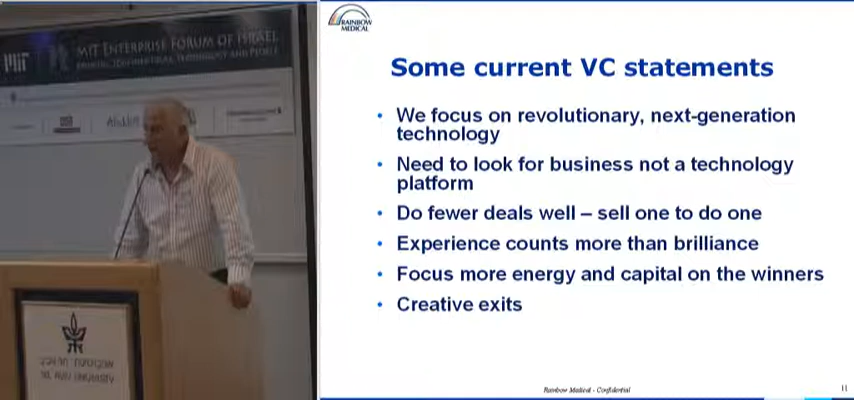 MIT
MIT ENTERPRISE FORUM OF ISRAEL
TEL AVIV UNIVERSITY
RAINBOW
MEDICAL
Some current VC statements
• We focus on revolutionary, next-generation
technology
• Need to look for business not a technology
platform
• Do fewer deals well – sell one to do one
• Experience counts more than brilliance
• Focus more energy and capital on the winners
• Creative exits
Rainbow Medical - Confidential
11